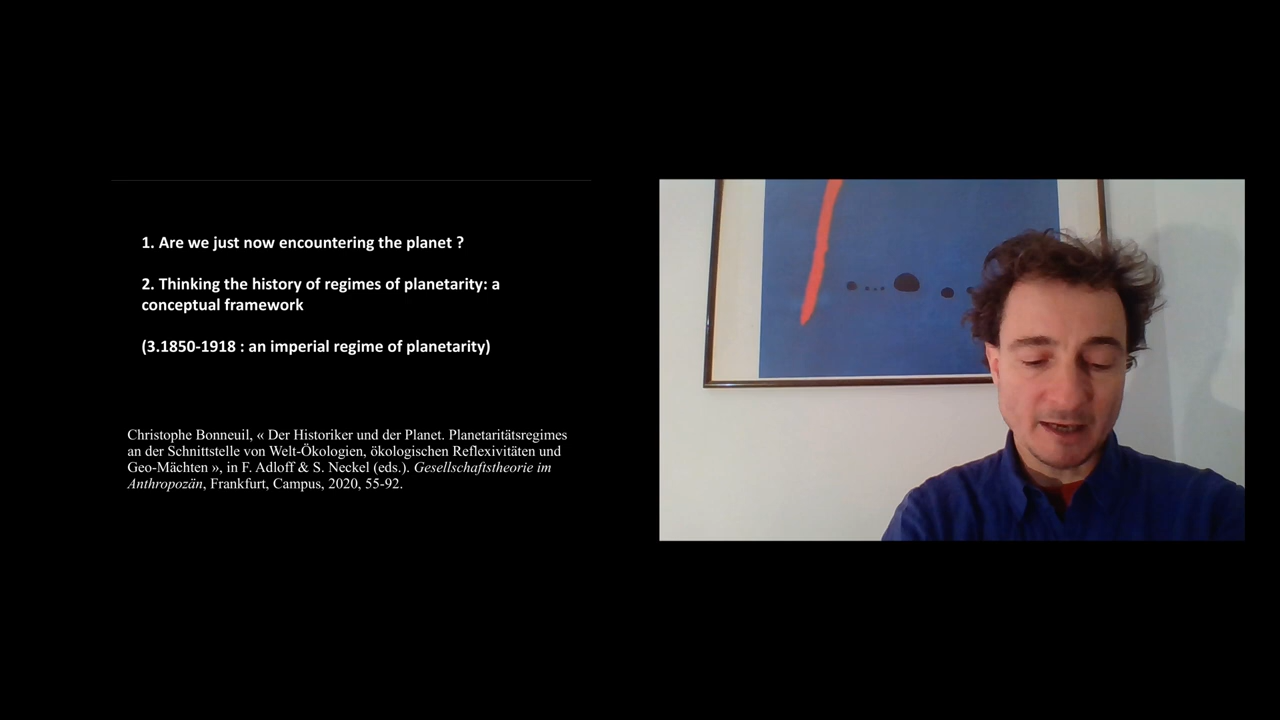 1. Are we just now encountering the planet ?
2. Thinking the history of regimes of planetarity: a
conceptual framework
(3.1850-1918 : an imperial regime of planetarity)
Christophe Bonneuil, « Der Historiker und der Planet. Planetaritätsregimes
an der Schnittstelle von Welt-Ökologien, ökologischen Reflexivitäten und
Geo-Mächten », in F. Adloff & S. Neckel (eds.). Gesellschaftstheorie im
Anthropozän, Frankfurt, Campus, 2020, 55-92.